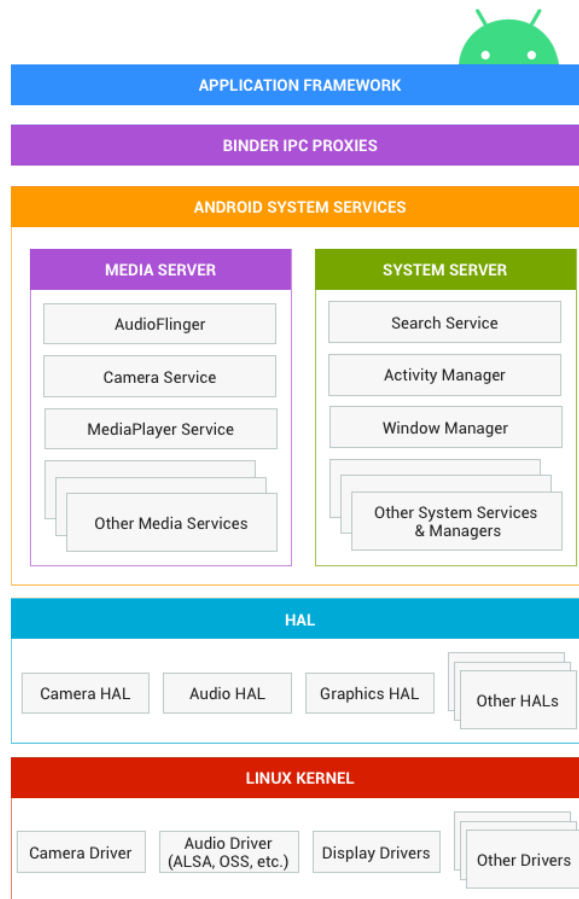 APPLICATION FRAMEWORK
BINDER IPC PROXIES
ANDROID SYSTEM SERVICES
MEDIA SERVER
AudioFlinger
Camera Service
MediaPlayer Service
Other Media Services
SYSTEM SERVER
Search Service
Activity Manager
Window Manager
Other System Services
& Managers
HAL
Camera HAL
Audio HAL
Graphics HAL
Other HALs
LINUX KERNEL
Camera Driver
Audio Driver
(ALSA, OSS, etc.)
Display Drivers
Other Drivers